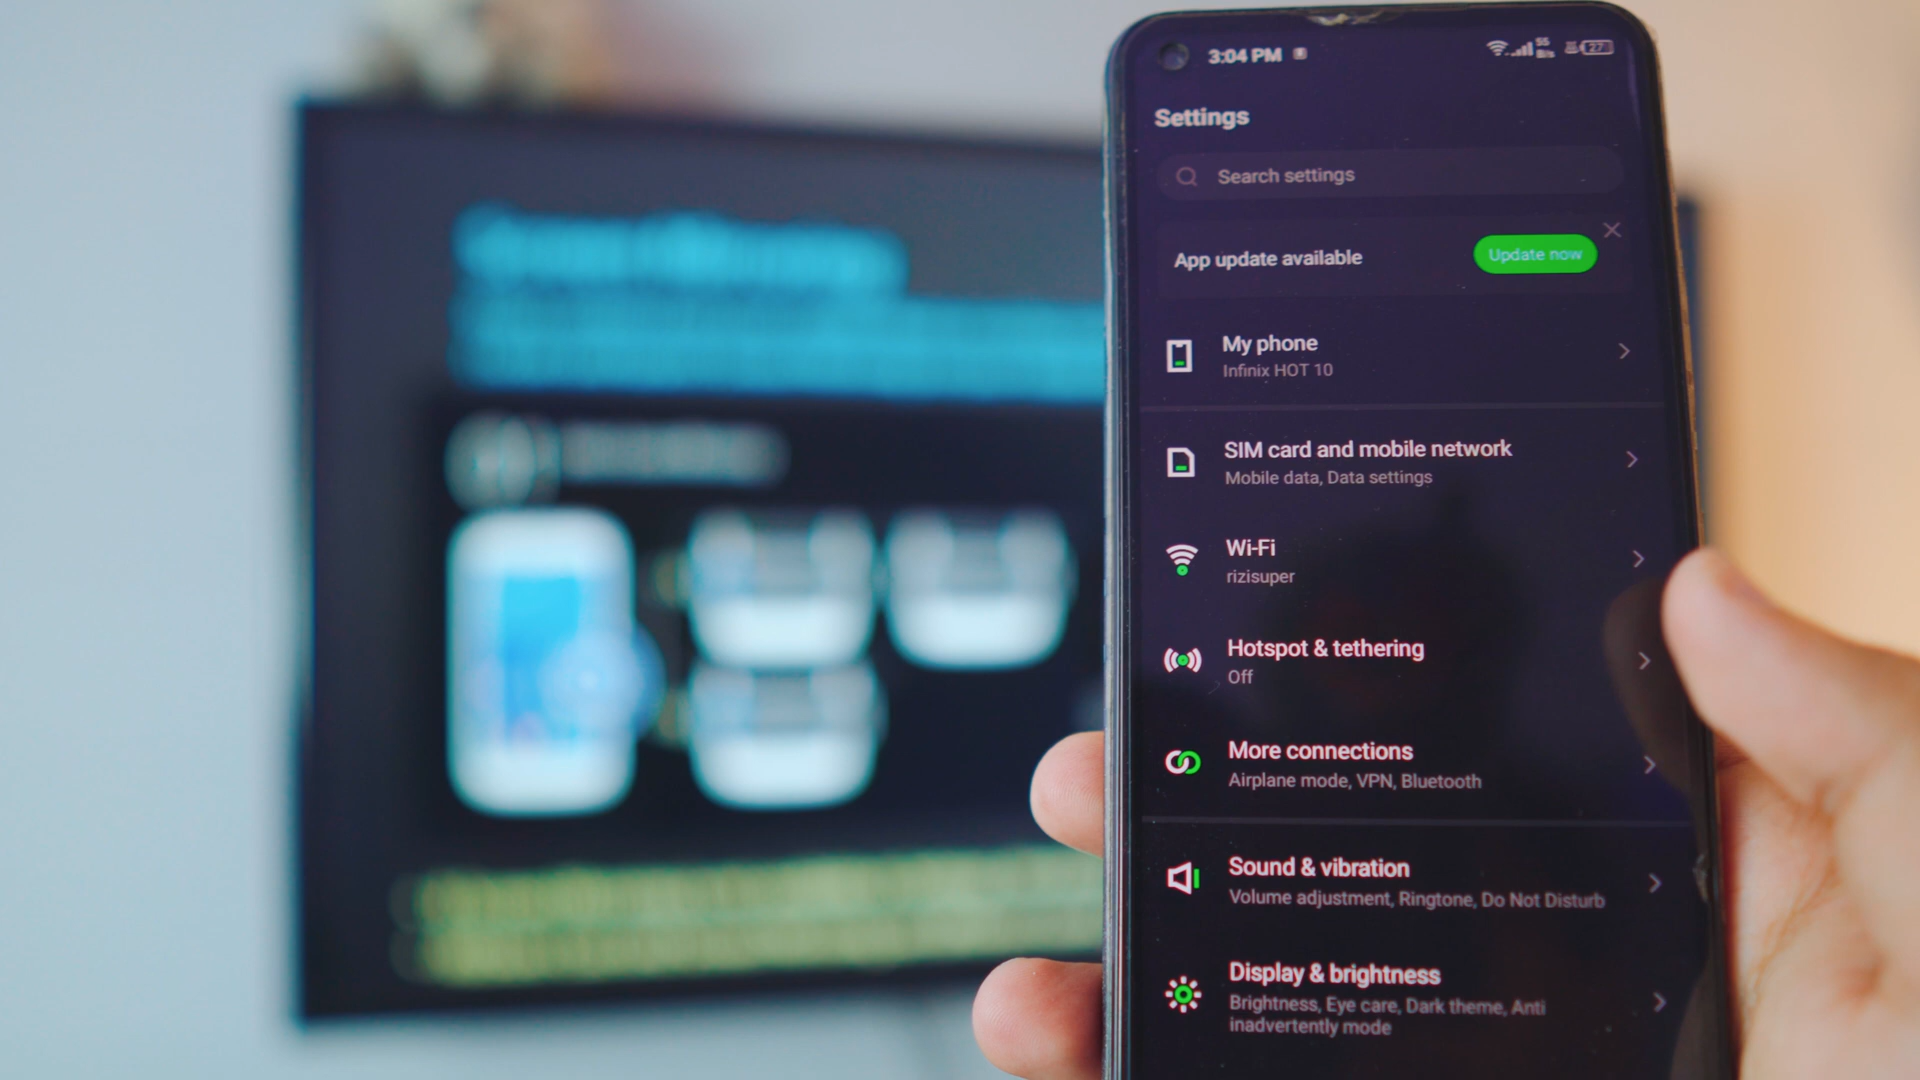 3:04 PM
55
B/s
27
Settings
Search settings
App update available
Update now
My phone
Infinix HOT 10
SIM card and mobile network
Mobile data, Data settings
Wi-Fi
rizisuper
Hotspot & tethering
Off
More connections
Airplane mode, VPN, Bluetooth
Sound & vibration
Volume adjustment, Ringtone, Do Not Disturb
Display & brightness
Brightness, Eye care, Dark theme, Anti
inadvertently mode